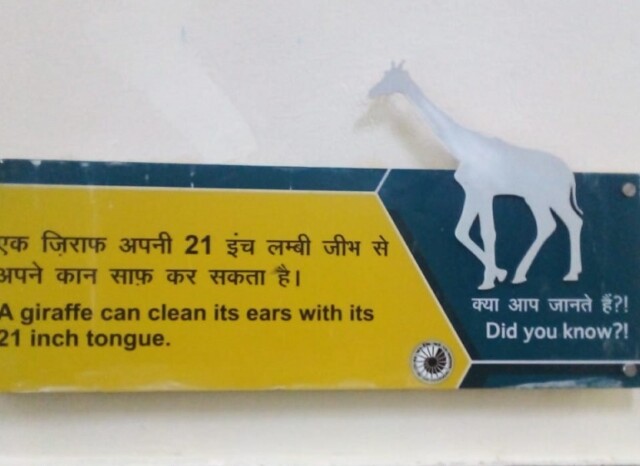 एक ज़िराफ अपनी 21 इंच लम्बी जीभ से
अपने कान साफ़ कर सकता है।
A giraffe can clean its ears with its
21 inch tongue.
क्या आप जानते हैं?!
Did you know?!